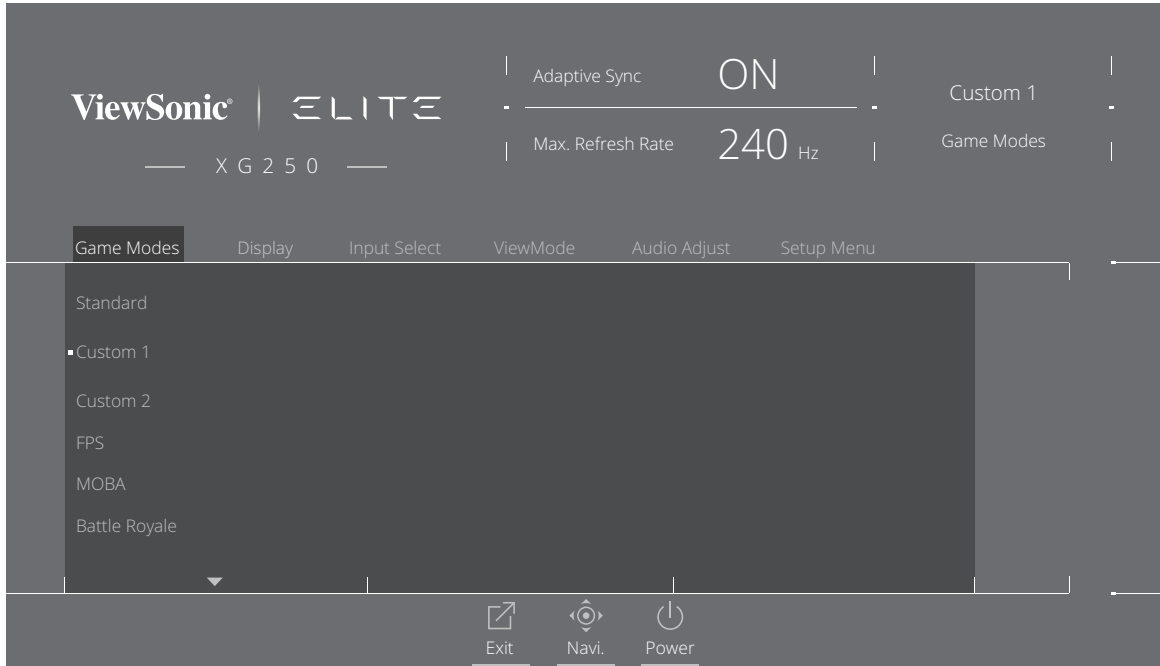 ViewSonic® ELITE
XG250
Adaptive Sync ON
Max. Refresh Rate 240 Hz
Custom 1
Game Modes
Game Modes Display Input Select ViewMode Audio Adjust Setup Menu
Standard
Custom 1
Custom 2
FPS
MOBA
Battle Royale
Exit Navi. Power